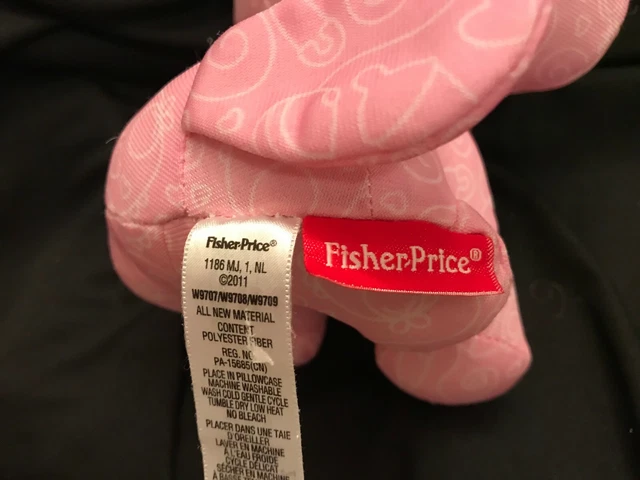 Fisher-Price®
1186 MJ, 1, NL
©2011
W9707/W9708/W9709
ALL NEW MATERIAL
CONTENT
POLYESTER FIBER
REG. NO
PA-15685(CN)
PLACE IN PILLOWCASE
MACHINE WASHABLE
WASH COLD GENTLE CYCLE
TUMBLE DRY LOW HEAT
NO BLEACH
PLACER DANS UNE TAIE
D'OREILLER
LAVER EN MACHINE
À L'EAU FROIDE
CYCLE DÉLICAT
SÉCHER EN MACHINE
Fisher-Price®